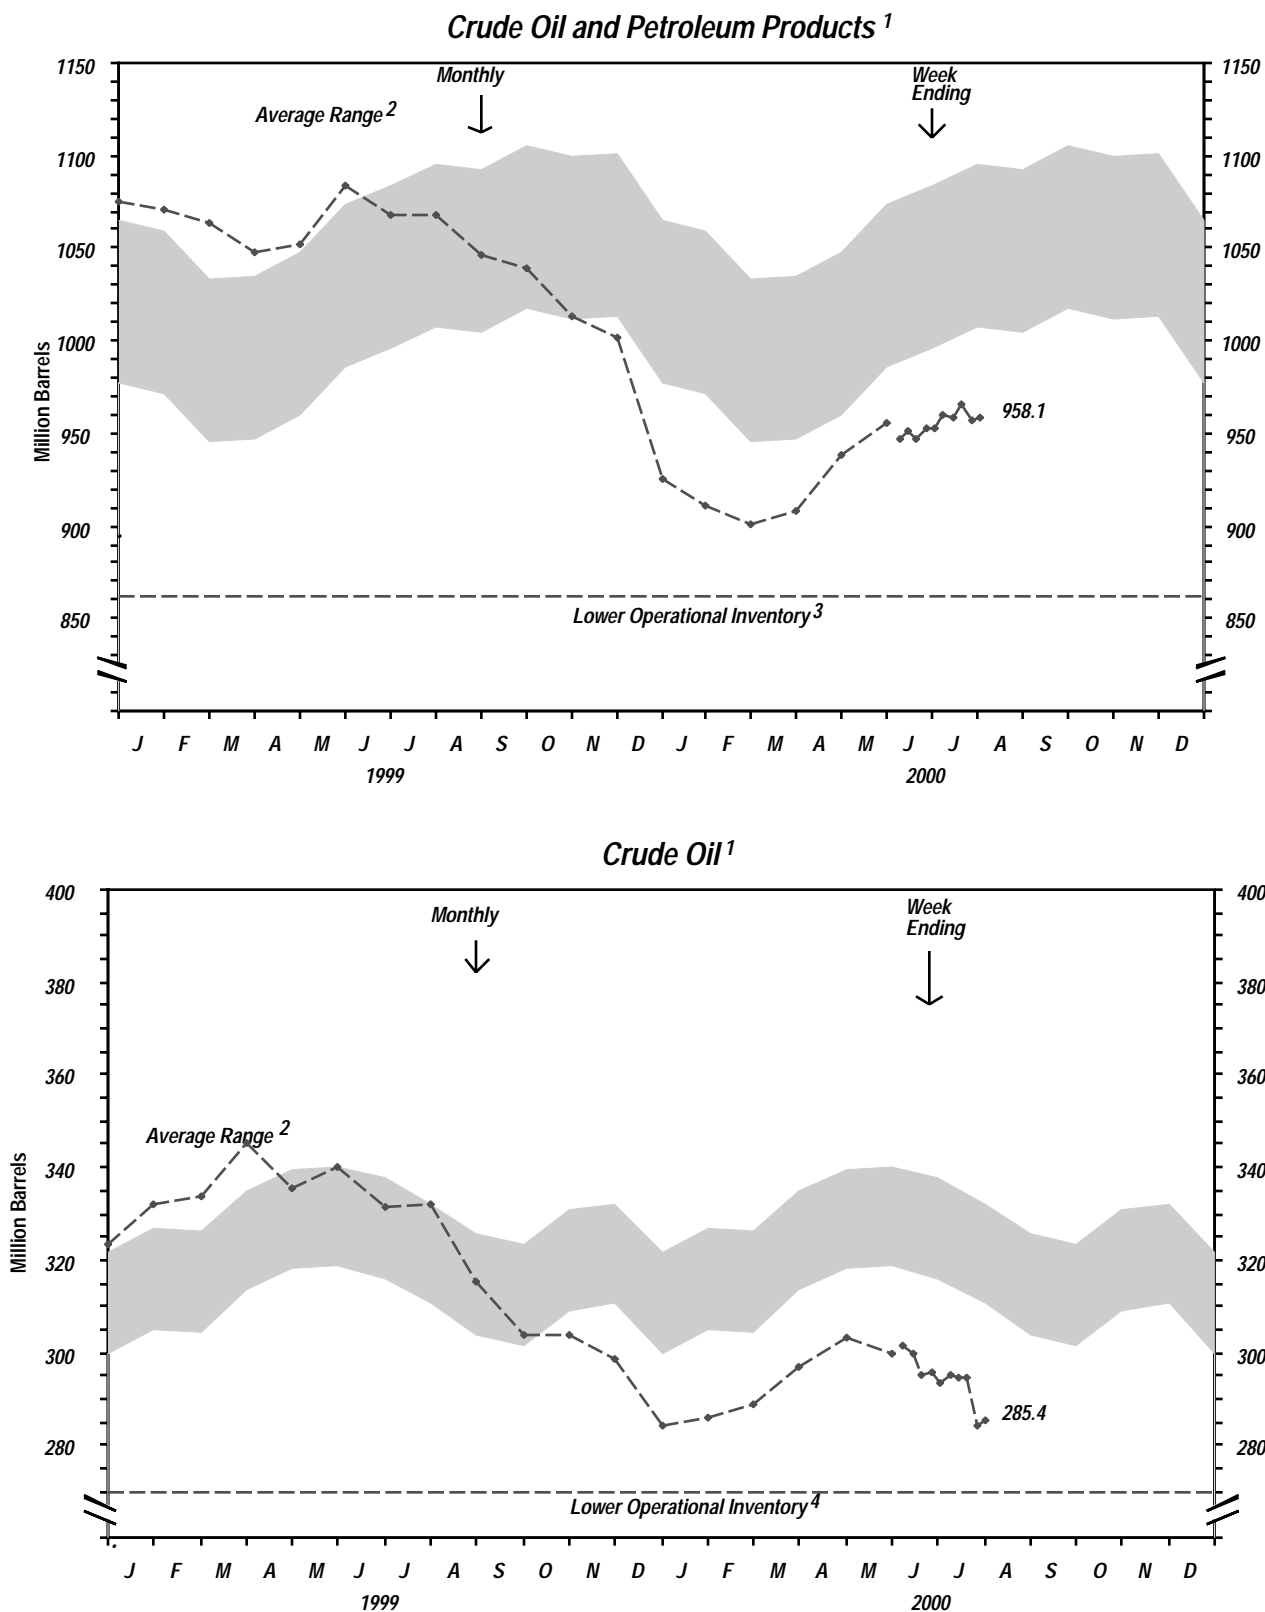 Crude Oil and Petroleum Products 1
1150 1150
Monthly
Week
Ending
Average Range 2
1100 1100
1050 1050
1000 1000
Million Barrels
958.1
950 950
900 900
Lower Operational Inventory 3
850 850
J F M A M J J A S O N D J F M A M J J A S O N D
1999 2000
Crude Oil 1
400 400
Monthly
Week
Ending
380 380
360 360
Average Range 2
340 340
Million Barrels
320 320
300 300
285.4
280 280
Lower Operational Inventory 4
J F M A M J J A S O N D J F M A M J J A S O N D
1999 2000